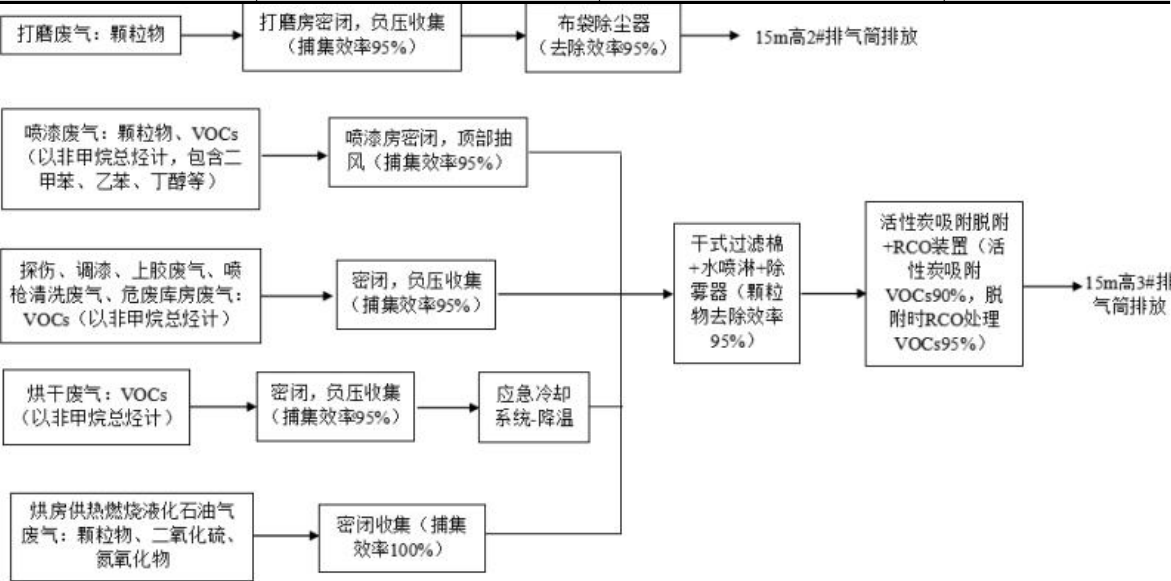 打磨废气：颗粒物
打磨房密闭，负压收集
（捕集效率95%）
布袋除尘器
（去除效率95%）
15m高2#排气筒排放
喷漆废气：颗粒物、VOCs
（以非甲烷总烃计，包含二
甲苯、乙苯、丁醇等）
喷漆房密闭，顶部抽
风（捕集效率95%）
探伤、调漆、上胶废气、喷
枪清洗废气、危废库房废气：
VOCs（以非甲烷总烃计）
密闭，负压收集
（捕集效率95%）
烘干废气：VOCs
（以非甲烷总烃计）
密闭，负压收集
（捕集效率95%）
应急冷却
系统-降温
烘房供热燃烧液化石油气
废气：颗粒物、二氧化硫、
氮氧化物
密闭收集（捕集
效率100%）
干式过滤棉
+水喷淋+除
雾器（颗粒
物去除效率
95%）
活性炭吸附脱附
+RCO装置（活
性炭吸附
VOCs90%，脱
附时RCO处理
VOCs95%）
15m高3#排
气筒排放